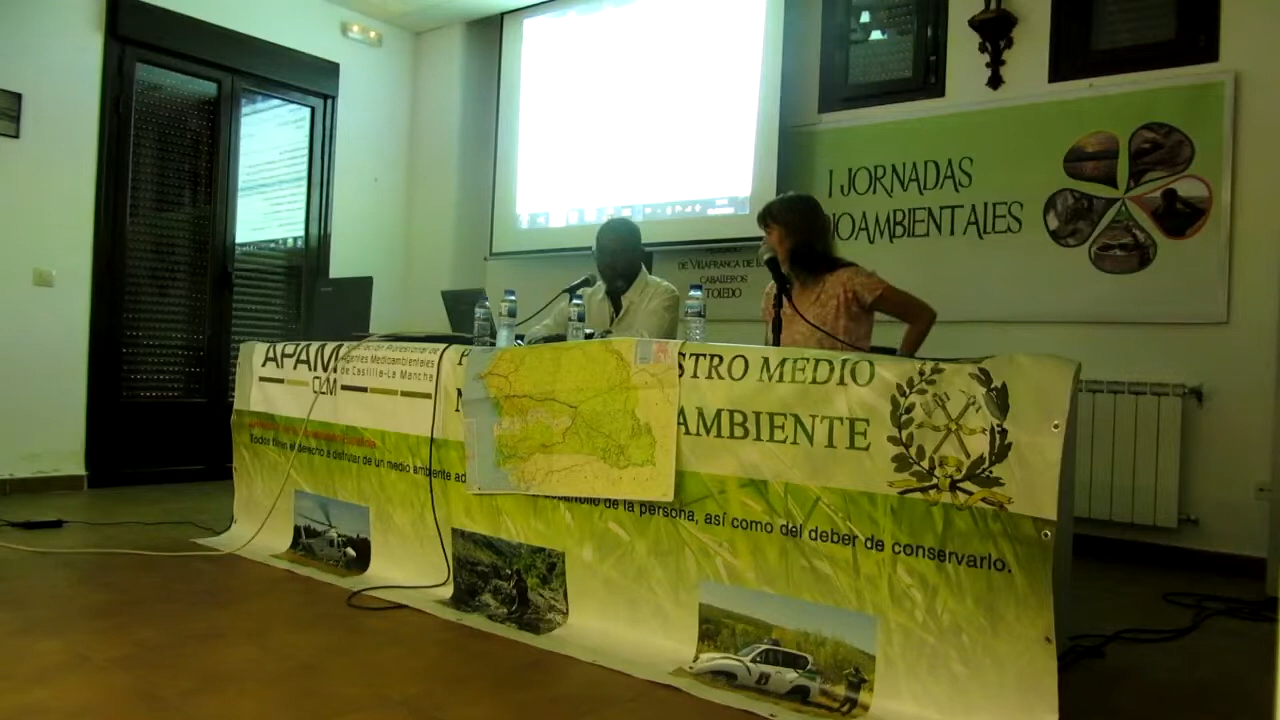 I JORNADAS
IOAMBIENTALES
DE VILLAFRANCA DE LOS
CABALLEROS
TOLEDO
APAM
CLM
Agentes Medioambientales
de Castilla-La Mancha
STRO MEDIO
AMBIENTE
Todos tienen el derecho a disfrutar de un medio ambiente ad
desarrollo de la persona, así como del deber de conservarlo.